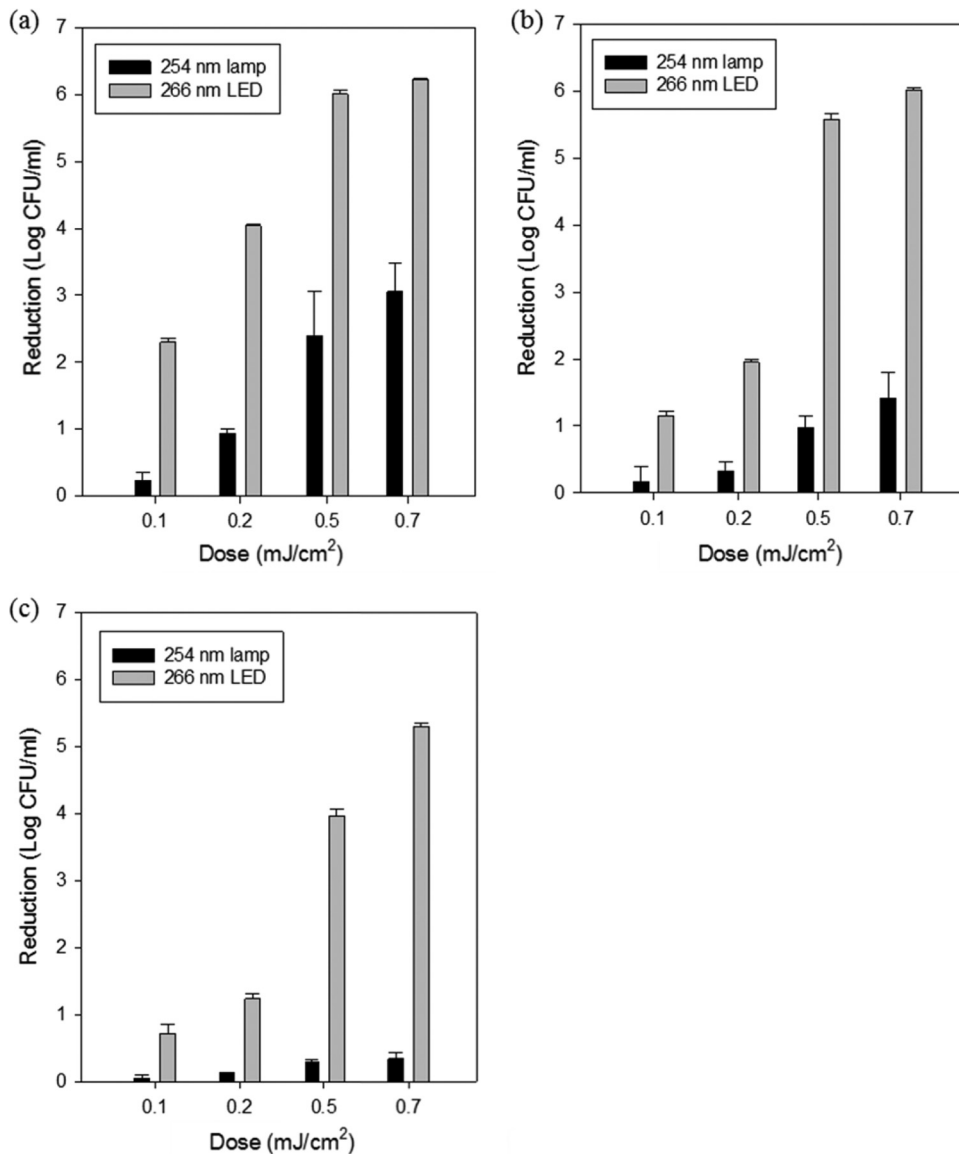 (a)
7
6
5
4
3
2
1
0
Reduction (Log CFU/ml)
254 nm lamp
266 nm LED
0.1 0.2 0.5 0.7
Dose (mJ/cm²)
(b)
7
6
5
4
3
2
1
0
Reduction (Log CFU/ml)
254 nm lamp
266 nm LED
0.1 0.2 0.5 0.7
Dose (mJ/cm²)
(c)
7
6
5
4
3
2
1
0
Reduction (Log CFU/ml)
254 nm lamp
266 nm LED
0.1 0.2 0.5 0.7
Dose (mJ/cm²)